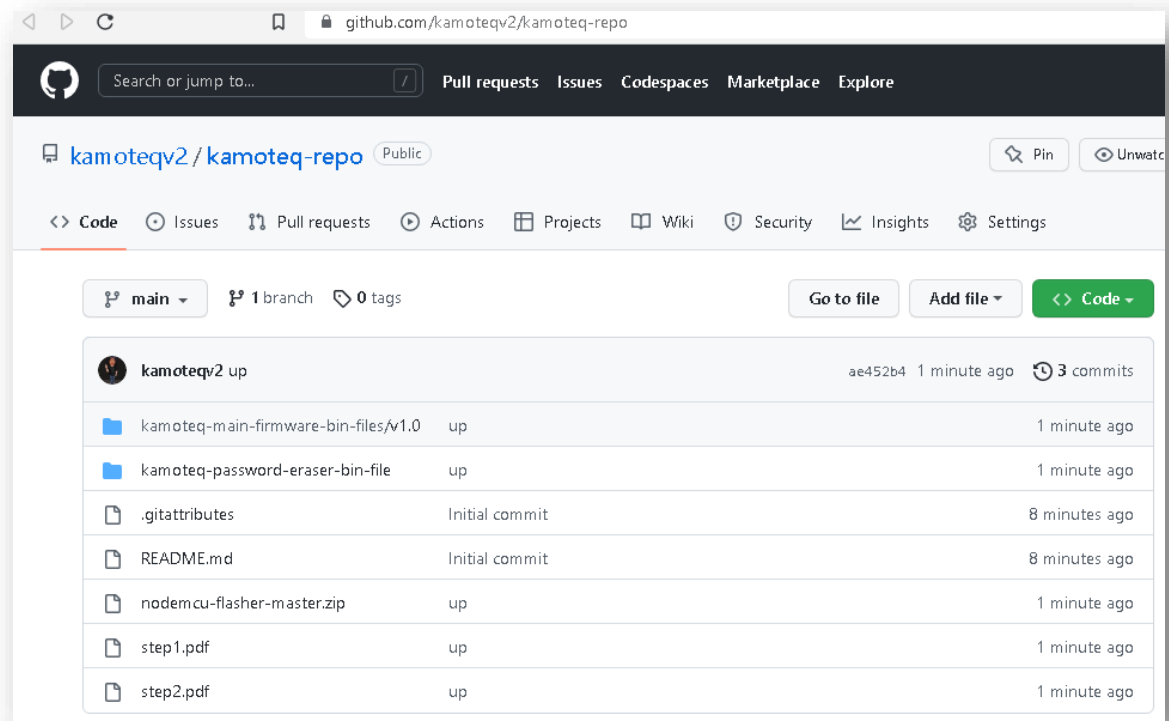 github.com/kamoteqv2/kamoteq-repo
Search or jump to... / Pull requests Issues Codespaces Marketplace Explore
kamoteqv2 / kamoteq-repo Public Pin Unwatc
<> Code Issues Pull requests Actions Projects Wiki Security Insights Settings
main 1 branch 0 tags Go to file Add file <> Code
kamoteqv2 up ae452b4 1 minute ago 3 commits
kamoteq-main-firmware-bin-files/v1.0 up 1 minute ago
kamoteq-password-eraser-bin-file up 1 minute ago
.gitattributes Initial commit 8 minutes ago
README.md Initial commit 8 minutes ago
nodemcu-flasher-master.zip up 1 minute ago
step1.pdf up 1 minute ago
step2.pdf up 1 minute ago